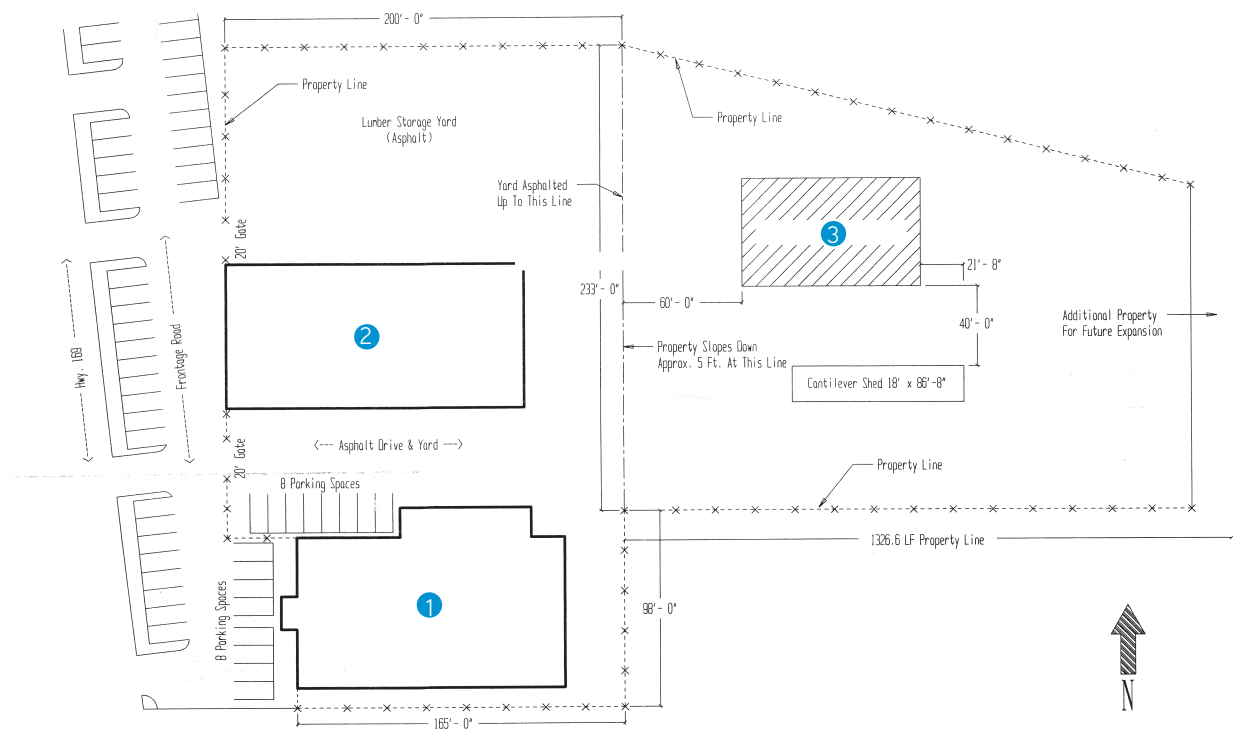 200'- 0"
Property Line
Lumber Storage Yard
(Asphalt)
Property Line
Yard Asphalted
Up To This Line
20' Gate
3
21'- 8"
233'- 0"
60'- 0"
40'- 0"
Additional Property
For Future Expansion
Hwy. 169
Frontage Road
2
Property Slopes Down
Approx. 5 Ft. At This Line
Cantilever Shed 18' x 86'-8"
20' Gate
<--- Asphalt Drive & Yard --->
8 Parking Spaces
Property Line
1326.6 LF Property Line
8 Parking Spaces
1
98'- 0"
165'- 0"
N